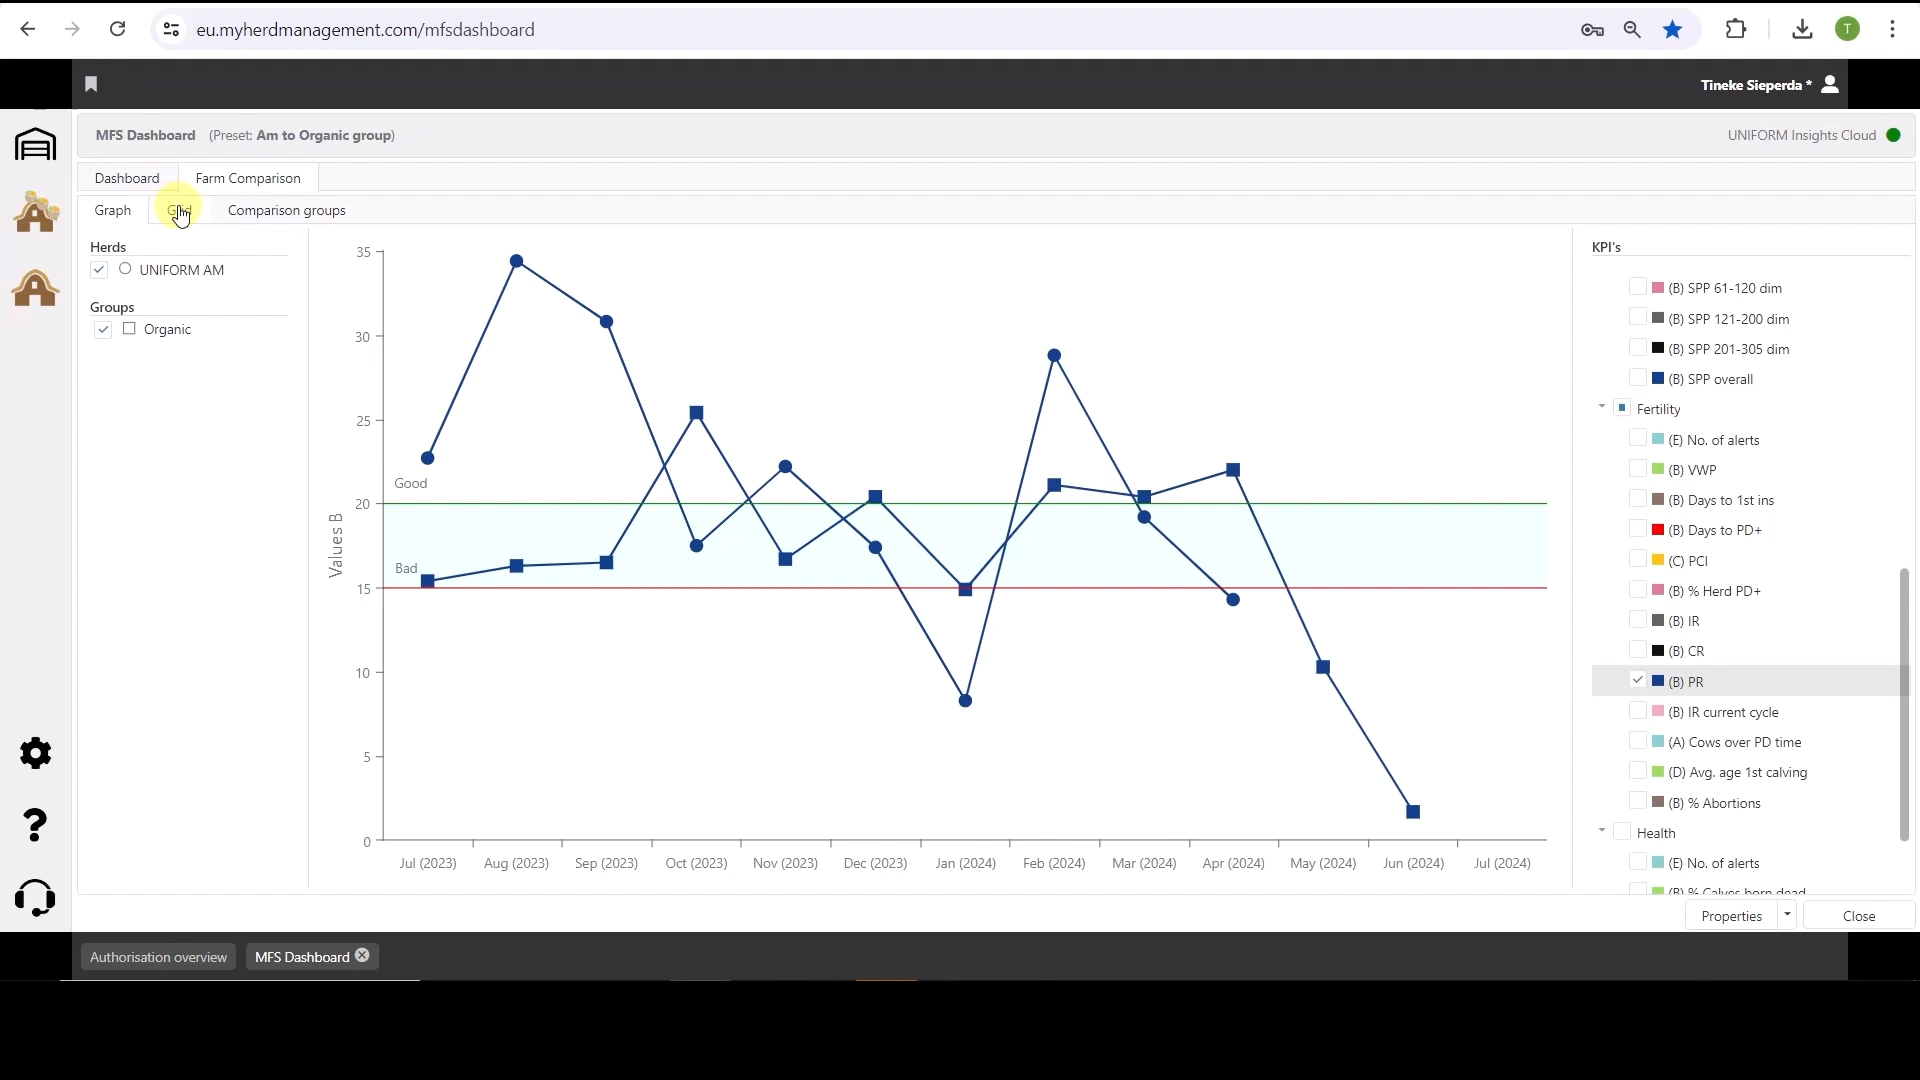 eu.myherdmanagement.com/mfsdashboard
T
Tineke Sieperda *
MFS Dashboard (Preset: Am to Organic group)
UNIFORM Insights Cloud
Dashboard
Farm Comparison
Graph
Grid
Comparison groups
Herds
UNIFORM AM
Groups
Organic
Values B
35
30
25
20
15
10
5
0
Good
Bad
Jul (2023)
Aug (2023)
Sep (2023)
Oct (2023)
Nov (2023)
Dec (2023)
Jan (2024)
Feb (2024)
Mar (2024)
Apr (2024)
May (2024)
Jun (2024)
Jul (2024)
KPI's
(B) SPP 61-120 dim
(B) SPP 121-200 dim
(B) SPP 201-305 dim
(B) SPP overall
Fertility
(E) No. of alerts
(B) VWP
(B) Days to 1st ins
(B) Days to PD+
(C) PCI
(B) % Herd PD+
(B) IR
(B) CR
(B) PR
(B) IR current cycle
(A) Cows over PD time
(D) Avg. age 1st calving
(B) % Abortions
Health
(E) No. of alerts
(B) % Calves born dead
Properties
Close
Authorisation overview
MFS Dashboard